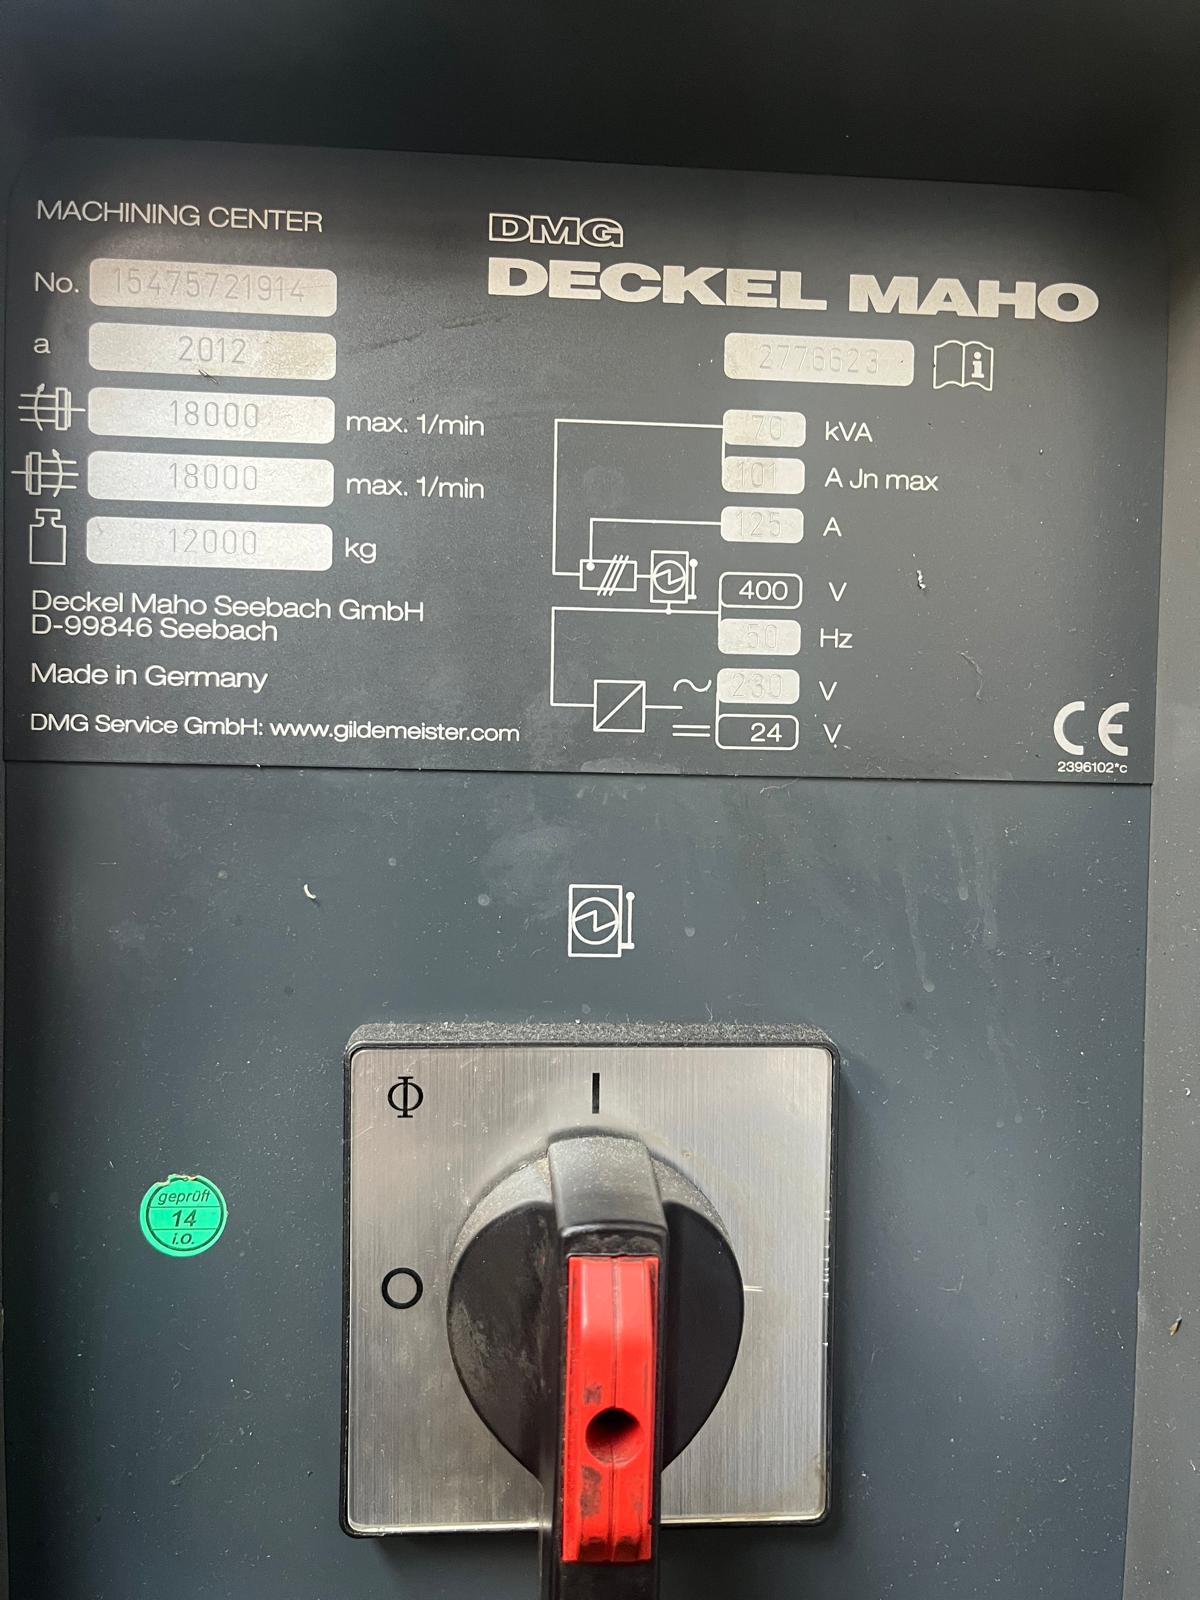 MACHINING CENTER
No. 15475721914
a 2012
18000 max. 1/min
18000 max. 1/min
12000 kg
Deckel Maho Seebach GmbH
D-99846 Seebach
Made in Germany
DMG Service GmbH: www.gildemeister.com
DMG
DECKEL MAHO
2776623 i
70 kVA
101 A Jn max
125 A
400 V
50 Hz
~ 230 V
24 V
CE
2396102*c
Φ I
O
geprüft
14
i.O.